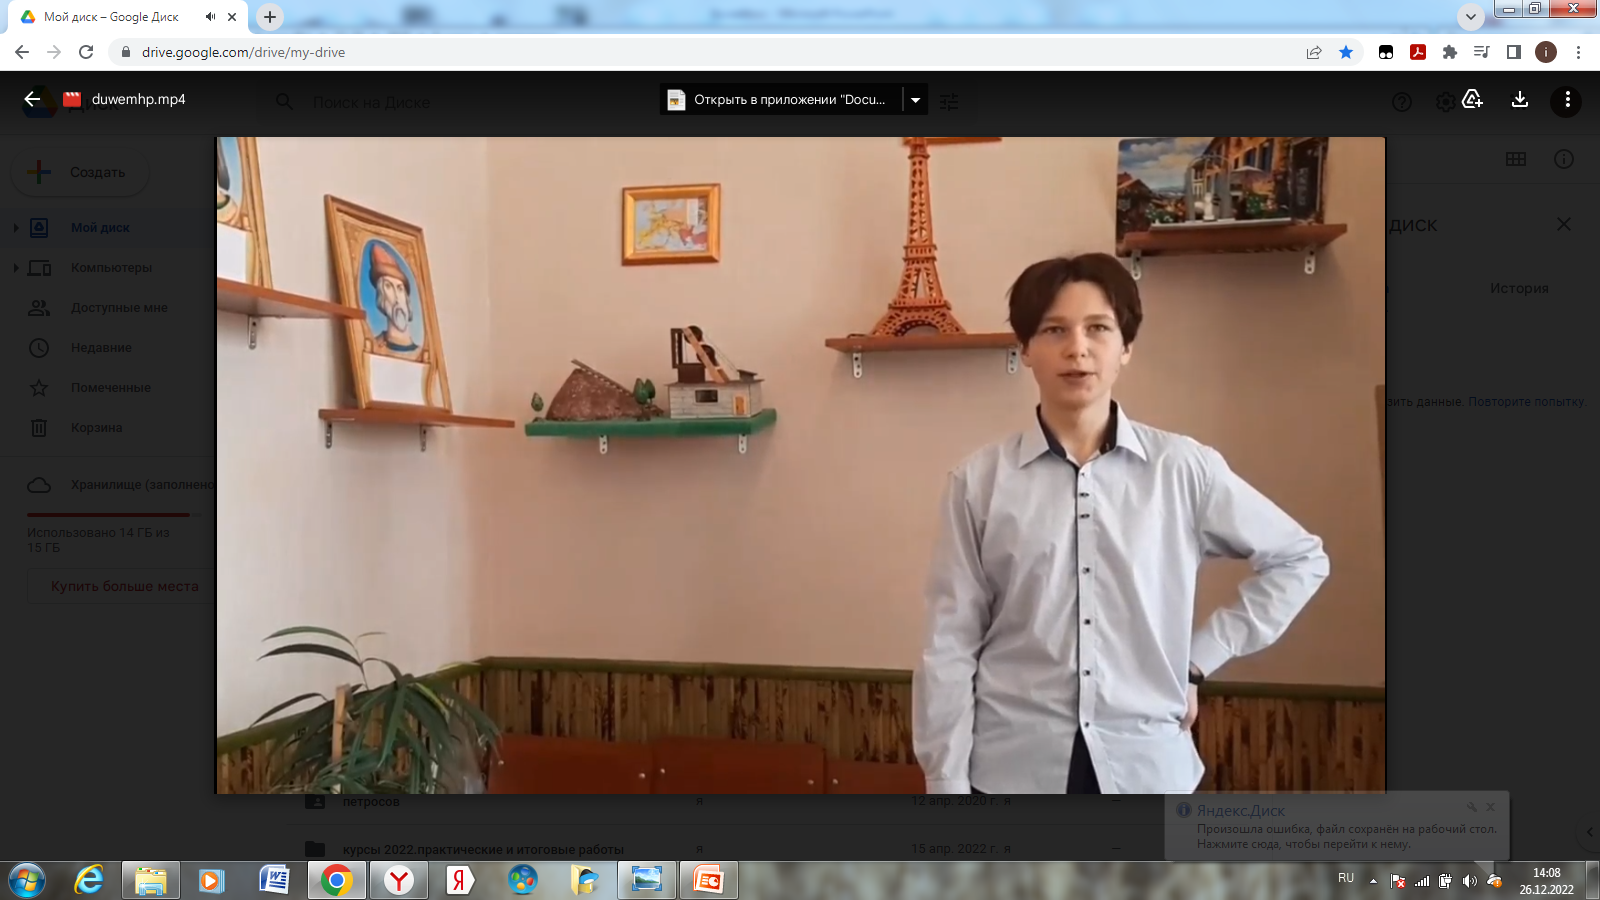 Мой диск – Google Диск
drive.google.com/drive/my-drive
duwemhp.mp4
Поиск на Диске
Открыть в приложении "Docu...
Создать
Мой диск
Компьютеры
Доступные мне
Недавние
Помеченные
Корзина
Хранилище (заполнено
Использовано 14 ГБ из
15 ГБ
Купить больше места
диск
История
зить данные. Повторите попытку.
петросов
я
12 апр. 2020 г. я
—
курсы 2022.практические и итоговые работы
я
15 апр. 2022 г. я
—
Яндекс.Диск
Произошла ошибка, файл сохранён на рабочий стол.
Нажмите сюда, чтобы перейти к нему.
RU
14:08
26.12.2022